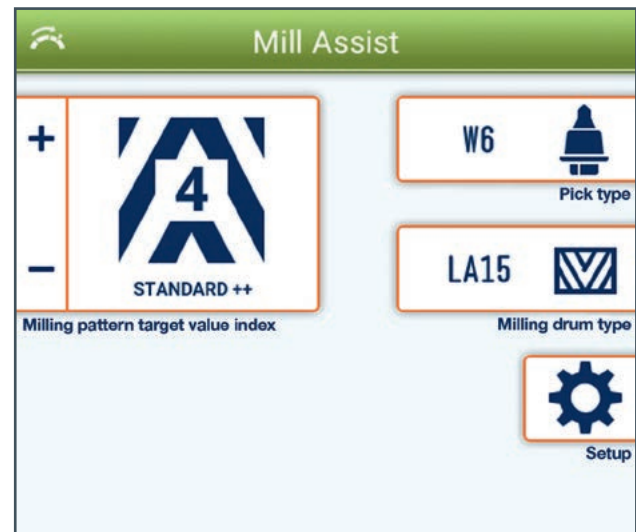 Mill Assist
+
4
STANDARD ++
−
Milling pattern target value index
W6
Pick type
LA15
Milling drum type
Setup